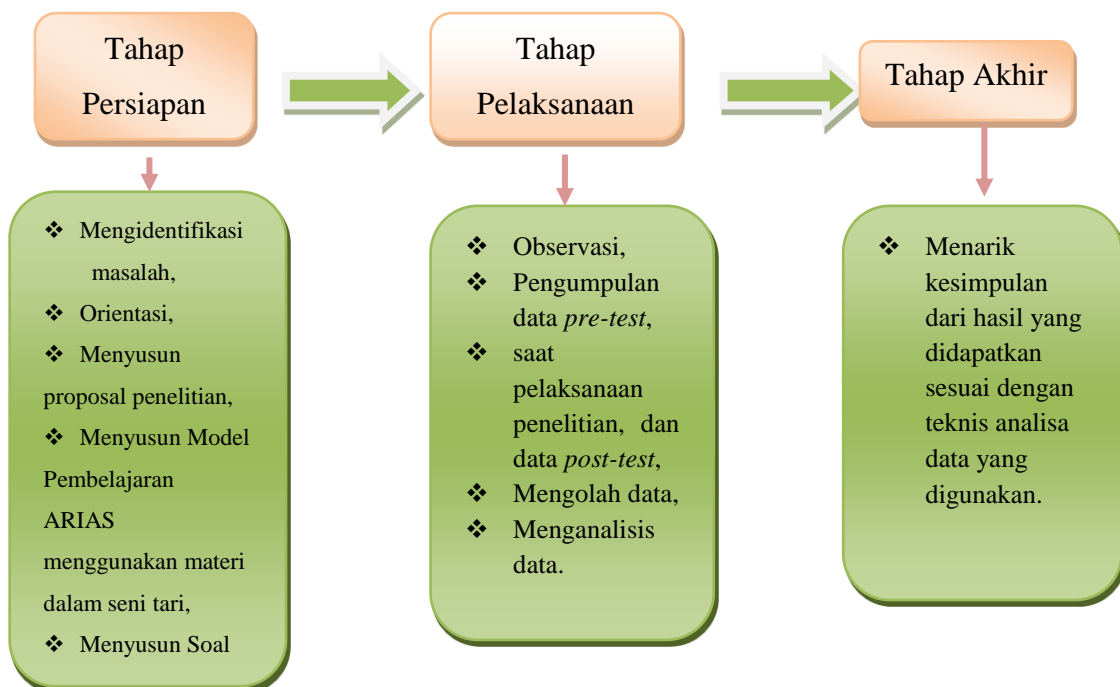 Tahap
Persiapan
Tahap
Pelaksanaan
Tahap Akhir
❖ Mengidentifikasi
masalah,
❖ Orientasi,
❖ Menyusun
proposal penelitian,
❖ Menyusun Model
Pembelajaran
ARIAS
menggunakan materi
dalam seni tari,
❖ Menyusun Soal
❖ Observasi,
❖ Pengumpulan
data pre-test,
❖ saat
pelaksanaan
penelitian, dan
data post-test,
❖ Mengolah data,
❖ Menganalisis
data.
❖ Menarik
kesimpulan
dari hasil yang
didapatkan
sesuai dengan
teknis analisa
data yang
digunakan.